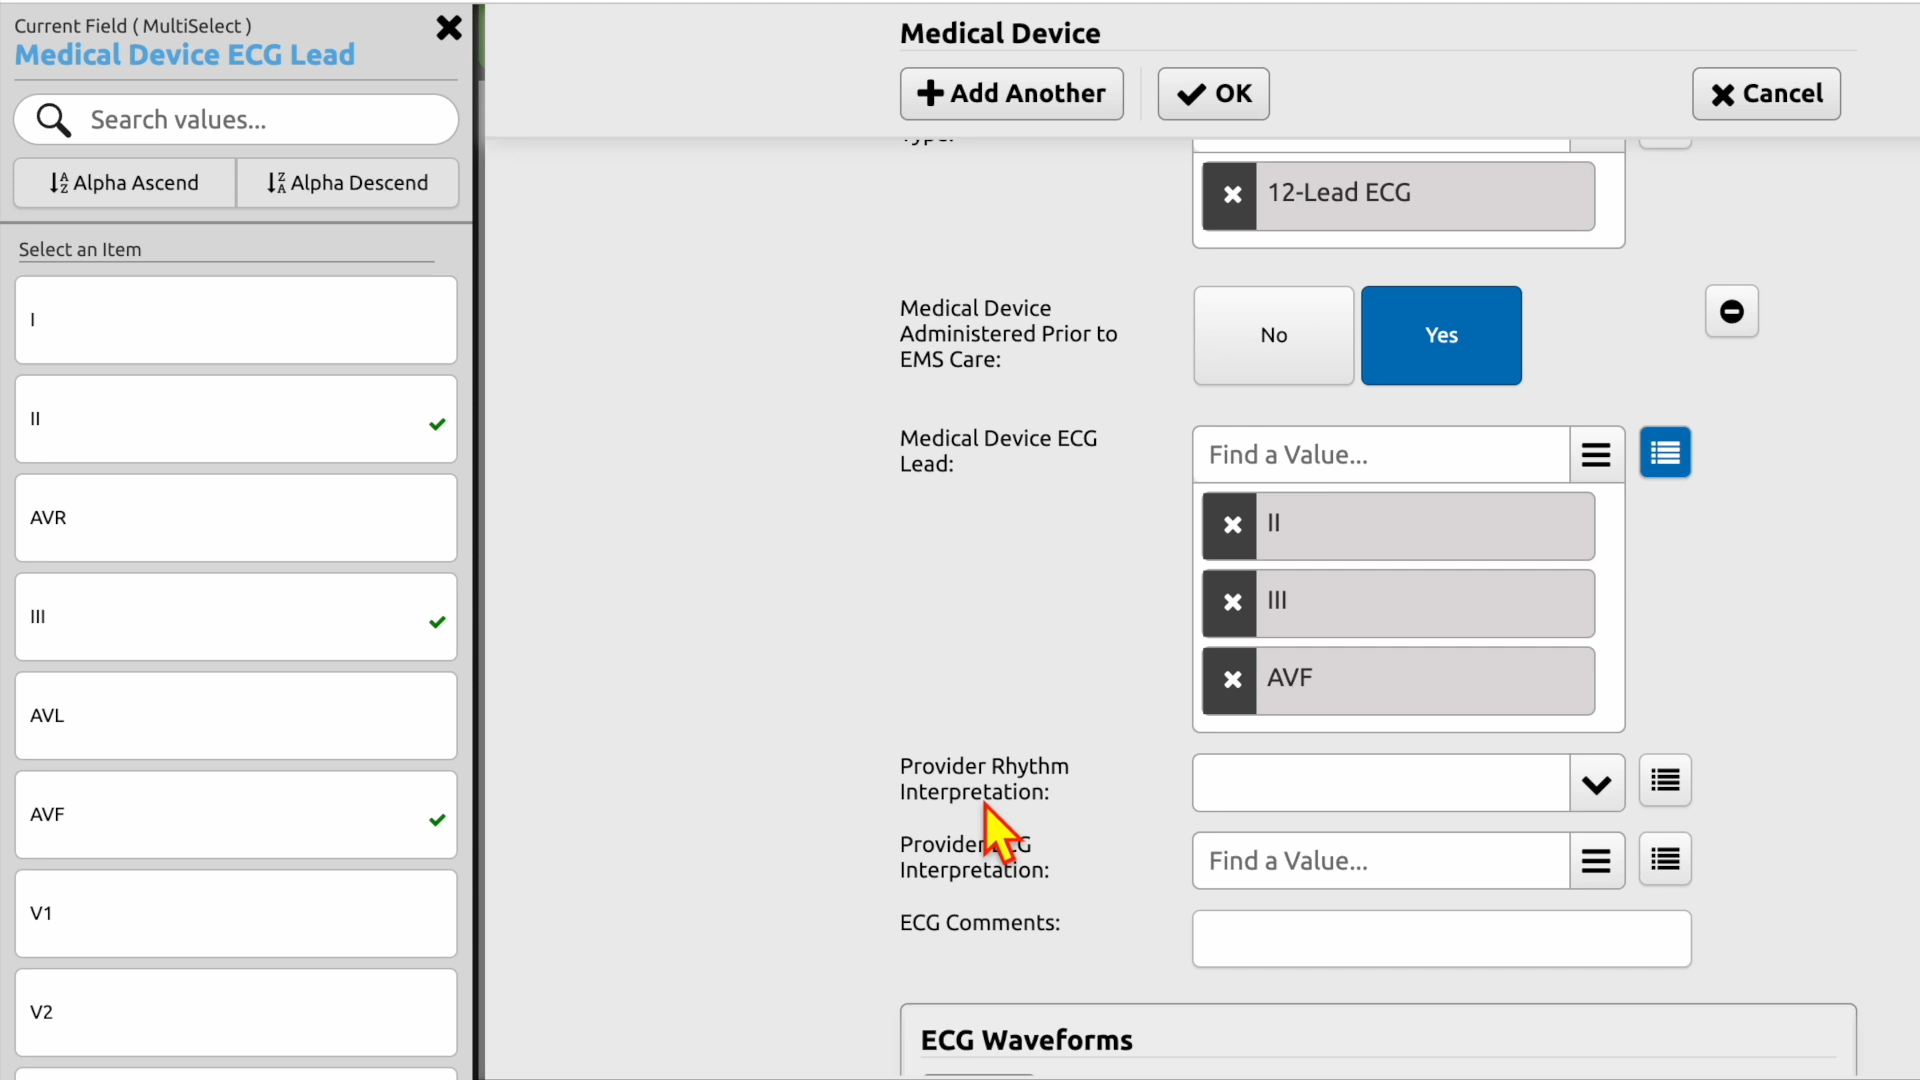 Current Field ( MultiSelect )
Medical Device ECG Lead
Search values...
Alpha Ascend
Alpha Descend
Select an Item
I
II
AVR
III
AVL
AVF
V1
V2
Medical Device
Add Another
OK
Cancel
12-Lead ECG
Medical Device
Administered Prior to
EMS Care:
No
Yes
Medical Device ECG
Lead:
Find a Value...
II
III
AVF
Provider Rhythm
Interpretation:
Provider
Interpretation:
Find a Value...
ECG Comments:
ECG Waveforms